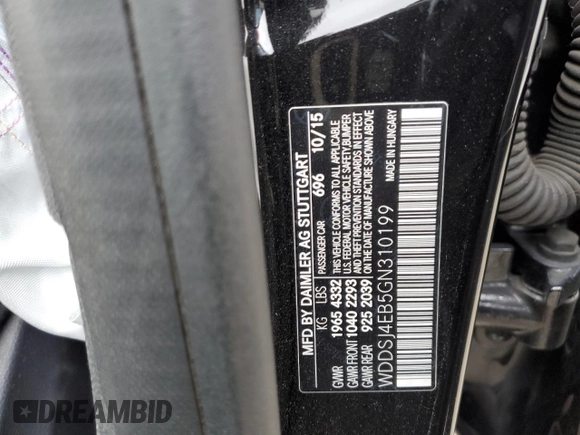 MFD BY DAIMLER AG STUTTGART
PASSENGER CAR 696 10/15
KG LBS
GVWR 1965 4332
GAWR FRONT 1040 2293
GAWR REAR 925 2039
THIS VEHICLE CONFORMS TO ALL APPLICABLE
U.S. FEDERAL MOTOR VEHICLE SAFETY, BUMPER
AND THEFT PREVENTION STANDARDS IN EFFECT
ON THE DATE OF MANUFACTURE SHOWN ABOVE
WDDSJ4EB5GN310199
MADE IN HUNGARY
DREAMBID